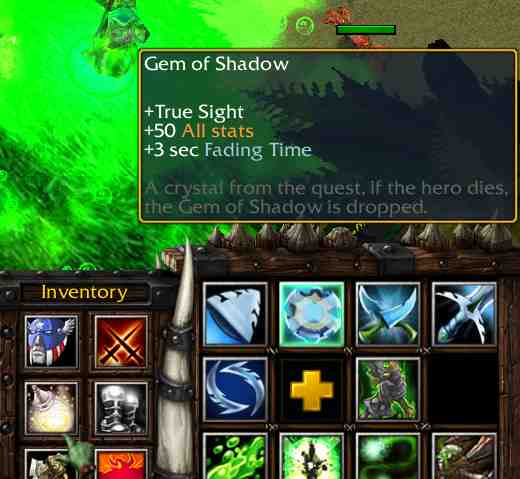 Gem of Shadow
+True Sight
+50 All stats
+3 sec Fading Time
A crystal from the quest, if the hero dies,
the Gem of Shadow is dropped.
Inventory